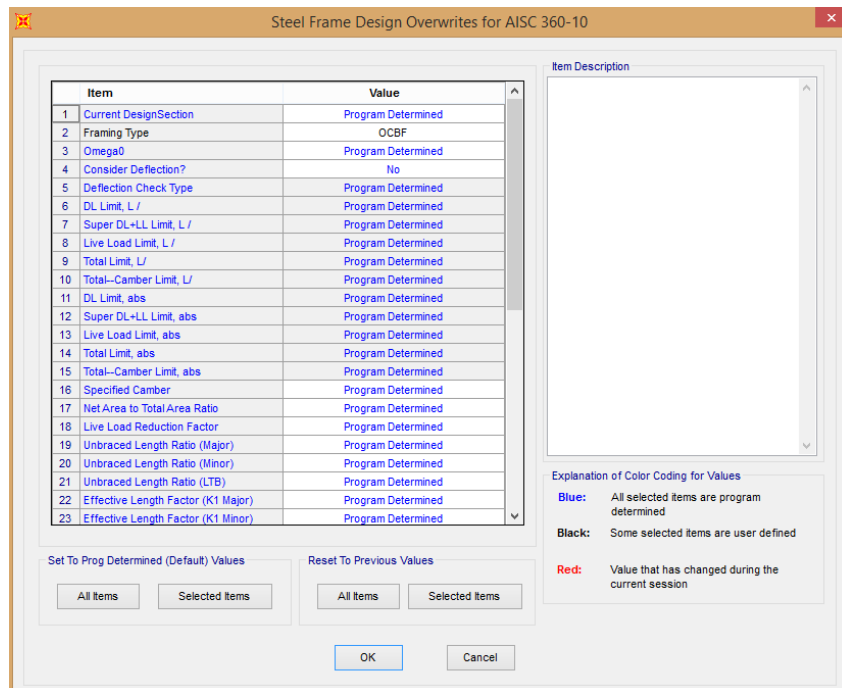 Steel Frame Design Overwrites for AISC 360-10
Item Value
1 Current DesignSection Program Determined
2 Framing Type OCBF
3 Omega0 Program Determined
4 Consider Deflection? No
5 Deflection Check Type Program Determined
6 DL Limit, L / Program Determined
7 Super DL+LL Limit, L / Program Determined
8 Live Load Limit, L / Program Determined
9 Total Limit, L/ Program Determined
10 Total--Camber Limit, L/ Program Determined
11 DL Limit, abs Program Determined
12 Super DL+LL Limit, abs Program Determined
13 Live Load Limit, abs Program Determined
14 Total Limit, abs Program Determined
15 Total--Camber Limit, abs Program Determined
16 Specified Camber Program Determined
17 Net Area to Total Area Ratio Program Determined
18 Live Load Reduction Factor Program Determined
19 Unbraced Length Ratio (Major) Program Determined
20 Unbraced Length Ratio (Minor) Program Determined
21 Unbraced Length Ratio (LTB) Program Determined
22 Effective Length Factor (K1 Major) Program Determined
23 Effective Length Factor (K1 Minor) Program Determined
Item Description
Explanation of Color Coding for Values
Blue: All selected items are program
determined
Black: Some selected items are user defined
Red: Value that has changed during the
current session
Set To Prog Determined (Default) Values
All Items Selected Items
Reset To Previous Values
All Items Selected Items
OK Cancel